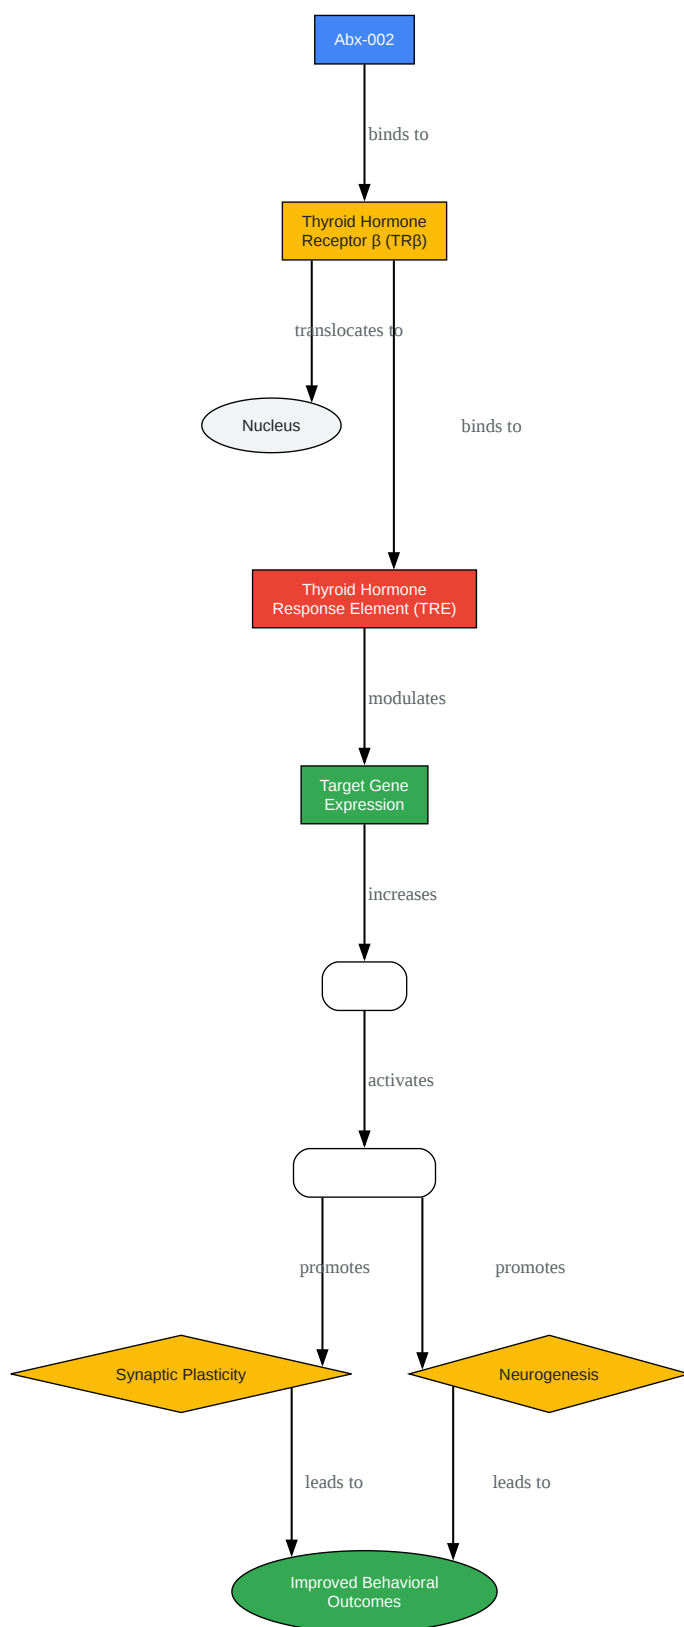 Abx-002
binds to
Thyroid Hormone
Receptor β (TRβ)
translocates to
Nucleus
binds to
Thyroid Hormone
Response Element (TRE)
modulates
Target Gene
Expression
increases
activates
promotes
promotes
Synaptic Plasticity
Neurogenesis
leads to
leads to
Improved Behavioral
Outcomes